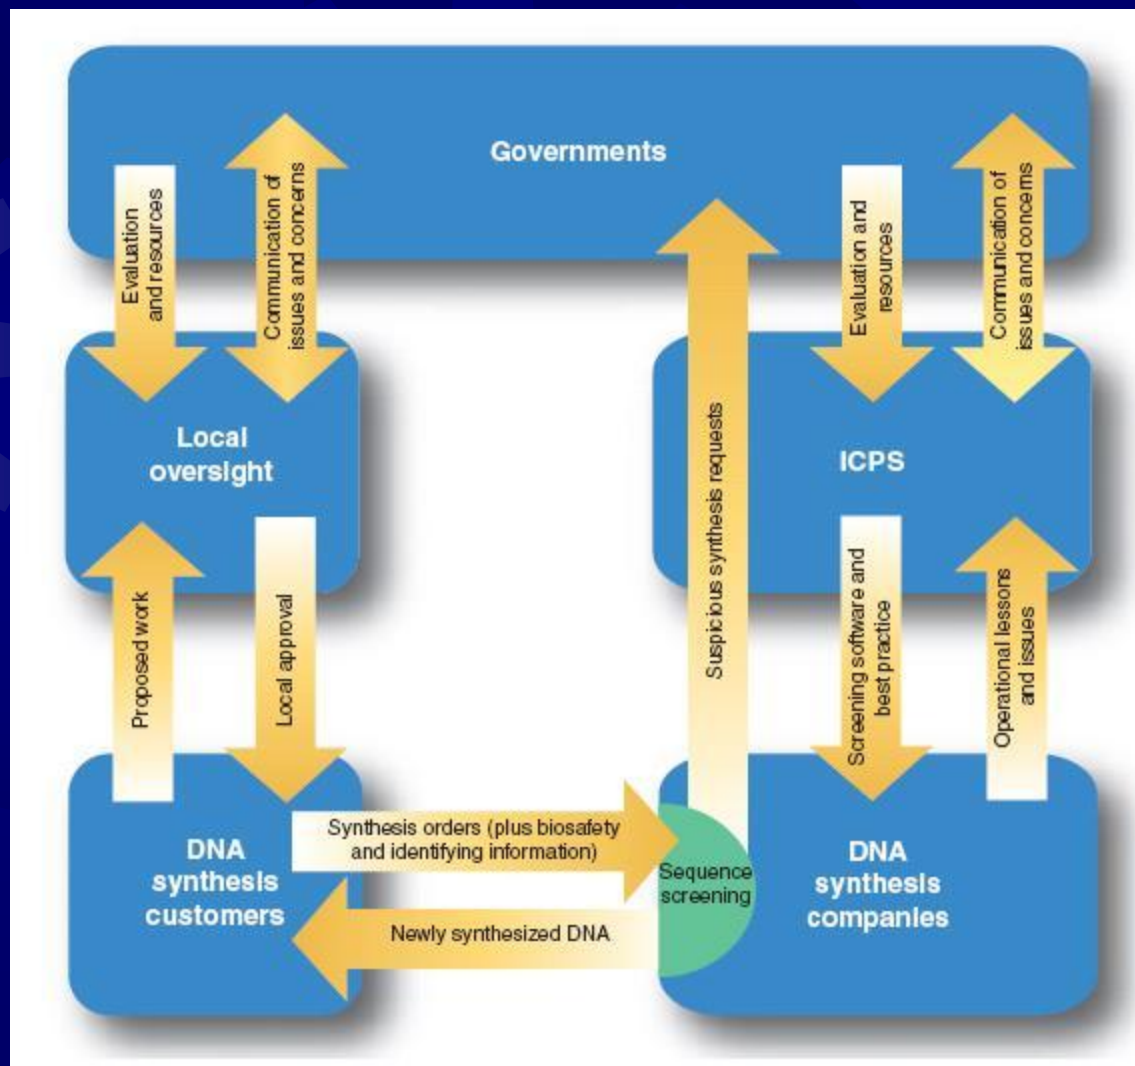 Governments
Evaluation
and resources
Communication of
issues and concerns
Evaluation and
resources
Communication of
issues and concerns
Local
oversight
ICPS
Suspicious synthesis requests
Proposed work
Local approval
Screening software and
best practice
Operational lessons
and issues
DNA
synthesis
customers
Synthesis orders (plus biosafety
and identifying information)
Newly synthesized DNA
Sequence
screening
DNA
synthesis
companies